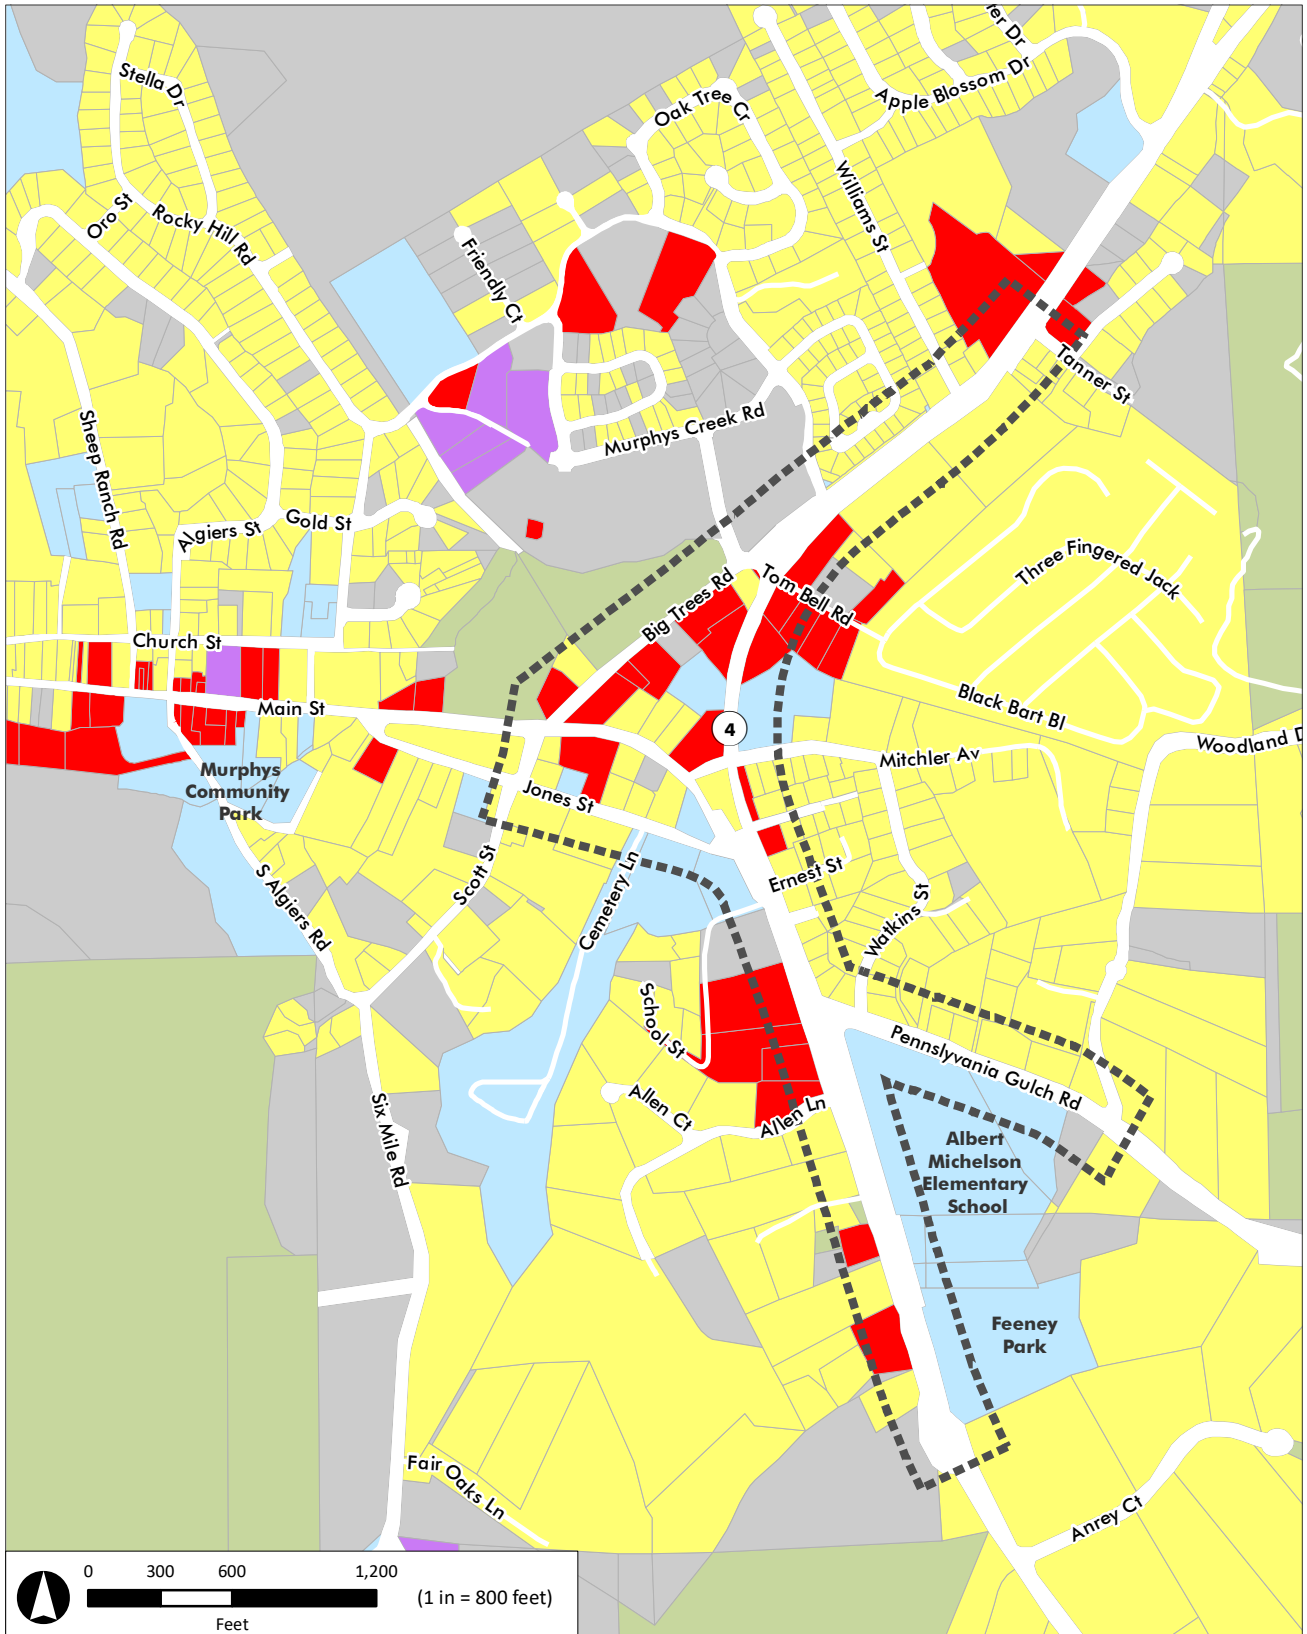 ter Dr
Stella Dr
Apple Blossom Dr
Oak Tree Cr
Williams St
Oro St
Rocky Hill Rd
Friendly Ct
Tanner St
Sheep Ranch Rd
Murphys Creek Rd
Algiers St
Gold St
Three Fingered Jack
Big Trees Rd
Tom Bell Rd
Church St
Main St
Black Bart Bl
4
Woodland D
Mitchler Av
Murphys
Community
Park
Jones St
Ernest St
Scott St
S Algiers Rd
Cemetery Ln
Watkins St
School St
Pennslyvania Gulch Rd
Allen Ct
Allen Ln
Six Mile Rd
Albert
Michelson
Elementary
School
Feeney
Park
Fair Oaks Ln
Anrey Ct
0 300 600 1,200
(1 in = 800 feet)
Feet